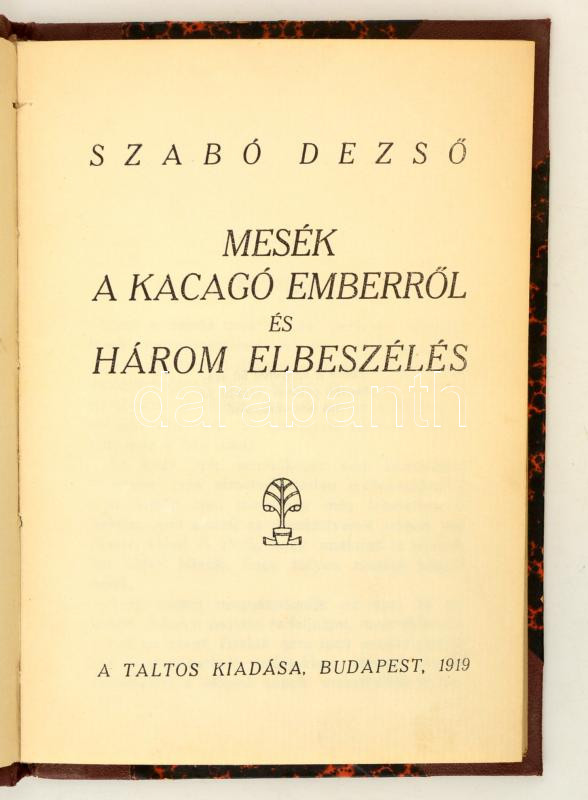 SZABÓ DEZSŐ
MESÉK
A KACAGÓ EMBERRŐL
ÉS
HÁROM ELBESZÉLÉS
darabanth
A TALTOS KIADÁSA, BUDAPEST, 1919